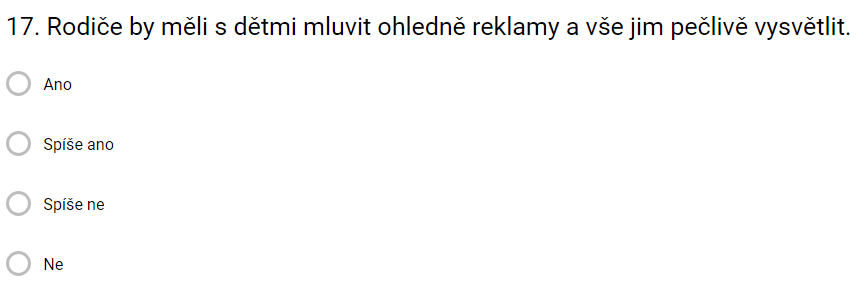 17. Rodiče by měli s dětmi mluvit ohledně reklamy a vše jim pečlivě vysvětlit.
Ano
Spíše ano
Spíše ne
Ne